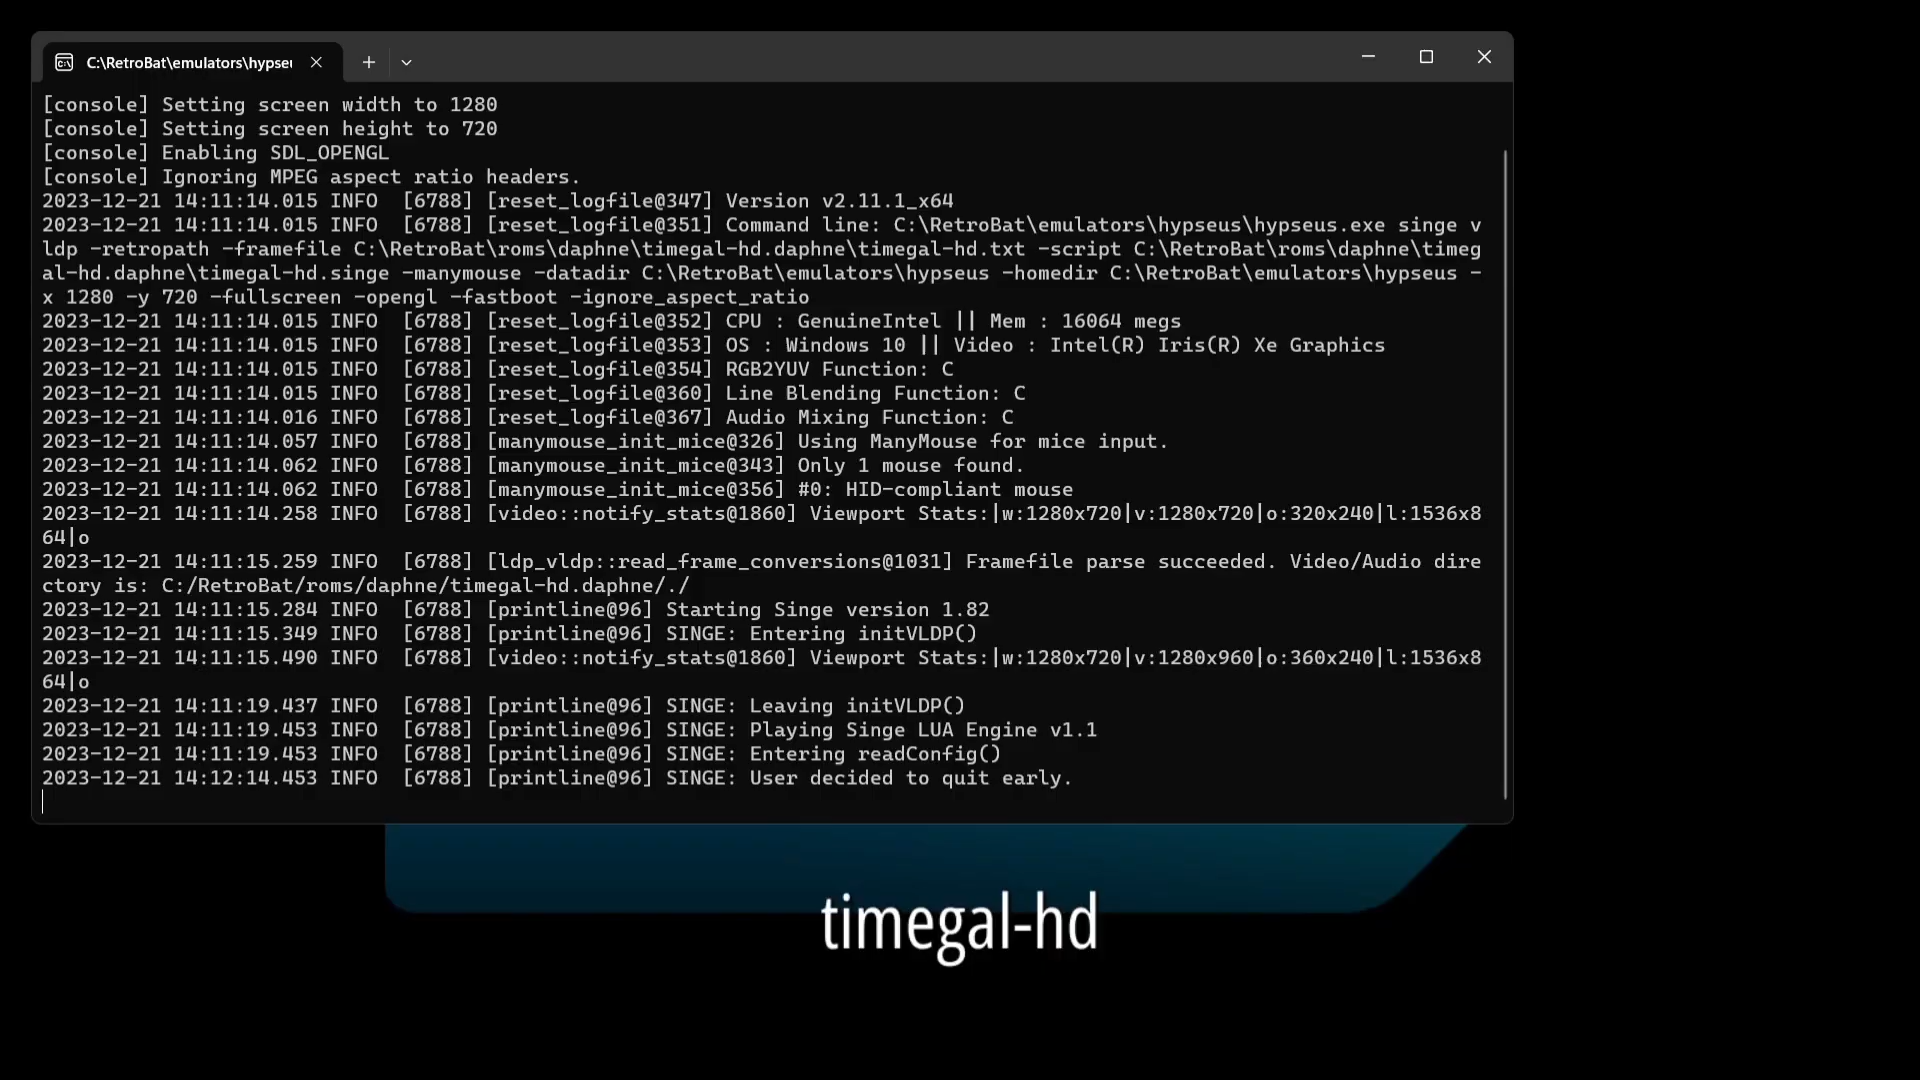 C:\RetroBat\emulators\hypseu
[console] Setting screen width to 1280
[console] Setting screen height to 720
[console] Enabling SDL_OPENGL
[console] Ignoring MPEG aspect ratio headers.
2023-12-21 14:11:14.015 INFO  [6788] [reset_logfile@347] Version v2.11.1_x64
2023-12-21 14:11:14.015 INFO  [6788] [reset_logfile@351] Command line: C:\RetroBat\emulators\hypseus\hypseus.exe singe v
ldp -retropath -framefile C:\RetroBat\roms\daphne\timegal-hd.daphne\timegal-hd.txt -script C:\RetroBat\roms\daphne\timeg
al-hd.daphne\timegal-hd.singe -manymouse -datadir C:\RetroBat\emulators\hypseus -homedir C:\RetroBat\emulators\hypseus -
x 1280 -y 720 -fullscreen -opengl -fastboot -ignore_aspect_ratio
2023-12-21 14:11:14.015 INFO  [6788] [reset_logfile@352] CPU : GenuineIntel || Mem : 16064 megs
2023-12-21 14:11:14.015 INFO  [6788] [reset_logfile@353] OS : Windows 10 || Video : Intel(R) Iris(R) Xe Graphics
2023-12-21 14:11:14.015 INFO  [6788] [reset_logfile@354] RGB2YUV Function: C
2023-12-21 14:11:14.015 INFO  [6788] [reset_logfile@360] Line Blending Function: C
2023-12-21 14:11:14.016 INFO  [6788] [reset_logfile@367] Audio Mixing Function: C
2023-12-21 14:11:14.057 INFO  [6788] [manymouse_init_mice@326] Using ManyMouse for mice input.
2023-12-21 14:11:14.062 INFO  [6788] [manymouse_init_mice@343] Only 1 mouse found.
2023-12-21 14:11:14.062 INFO  [6788] [manymouse_init_mice@356] #0: HID-compliant mouse
2023-12-21 14:11:14.258 INFO  [6788] [video::notify_stats@1860] Viewport Stats:|w:1280x720|v:1280x720|o:320x240|l:1536x8
64|o
2023-12-21 14:11:15.259 INFO  [6788] [ldp_vldp::read_frame_conversions@1031] Framefile parse succeeded. Video/Audio dire
ctory is: C:/RetroBat/roms/daphne/timegal-hd.daphne/./
2023-12-21 14:11:15.284 INFO  [6788] [printline@96] Starting Singe version 1.82
2023-12-21 14:11:15.349 INFO  [6788] [printline@96] SINGE: Entering initVLDP()
2023-12-21 14:11:15.490 INFO  [6788] [video::notify_stats@1860] Viewport Stats:|w:1280x720|v:1280x960|o:360x240|l:1536x8
64|o
2023-12-21 14:11:19.437 INFO  [6788] [printline@96] SINGE: Leaving initVLDP()
2023-12-21 14:11:19.453 INFO  [6788] [printline@96] SINGE: Playing Singe LUA Engine v1.1
2023-12-21 14:11:19.453 INFO  [6788] [printline@96] SINGE: Entering readConfig()
2023-12-21 14:12:14.453 INFO  [6788] [printline@96] SINGE: User decided to quit early.
timegal-hd